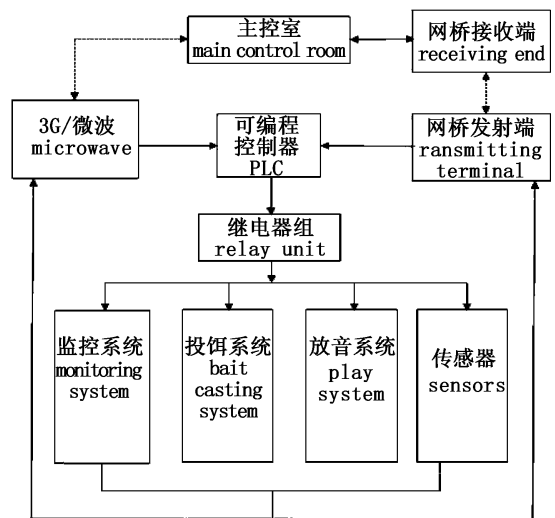 主控室
main control room
网桥接收端
receiving end
3G/微波
microwave
可编程
控制器
PLC
网桥发射端
ransmitting
terminal
继电器组
relay unit
监控系统
monitoring
system
投饵系统
bait
casting
system
放音系统
play
system
传感器
sensors